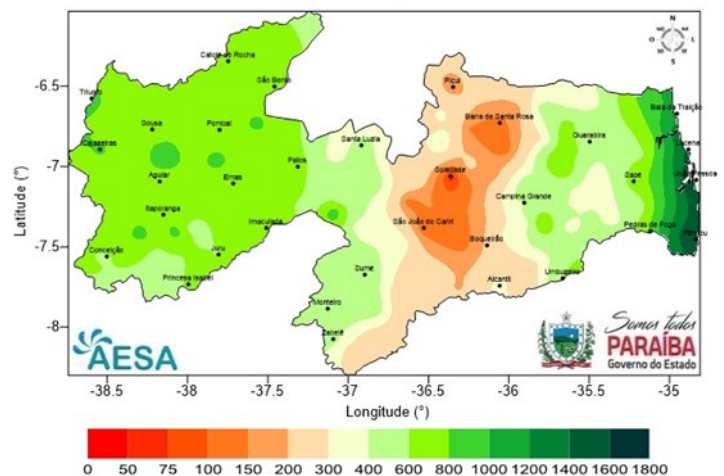 N
O L
S
-6.5
-7
-7.5
-8
Latitude (°)
Catolé do Rocha
São Bento
Picuí
Triunfo
Baía da Traição
Barra de Santa Rosa
Sousa
Pombal
Santa Luzia
Guarabira
Cajazeiras
Lucena
Patos
Soledade
João Pessoa
Aguiar
Emas
Sapé
Campina Grande
Itaporanga
Imaculada
São João do Cariri
Pedras de Fogo
Pitimbu
Boqueirão
Conceição
Juru
Princesa Isabel
Sumé
Alcantil
Umbuzeiro
Monteiro
Zabelê
AESA
Somos todos
PARAÍBA
Governo do Estado
-38.5 -38 -37.5 -37 -36.5 -36 -35.5 -35
Longitude (°)
0 50 75 100 150 200 300 400 600 800 1000 1200 1400 1600 1800